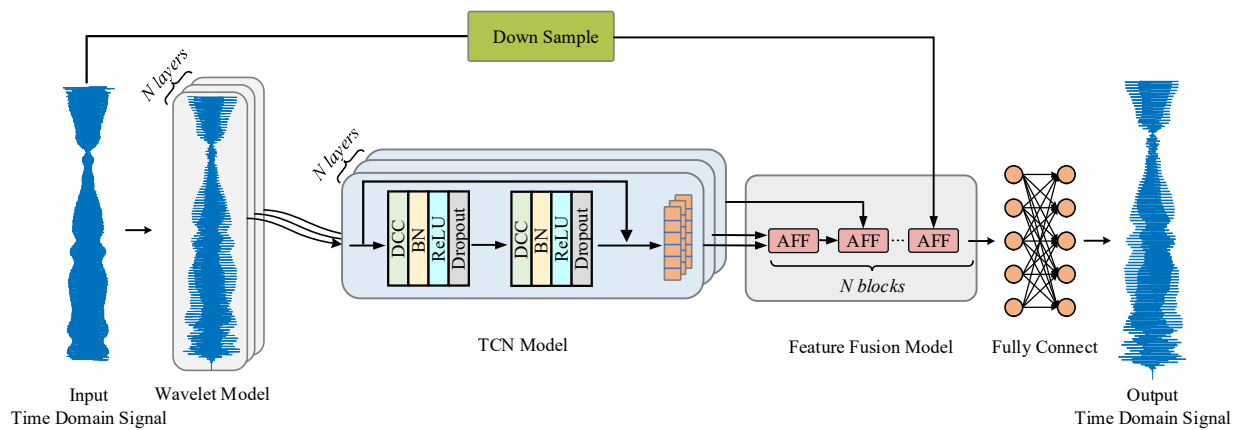 Down Sample
N layers
N layers
DCC
BN
ReLU
Dropout
DCC
BN
ReLU
Dropout
AFF
AFF
...
AFF
N blocks
TCN Model
Feature Fusion Model
Fully Connect
Input
Time Domain Signal
Wavelet Model
Output
Time Domain Signal